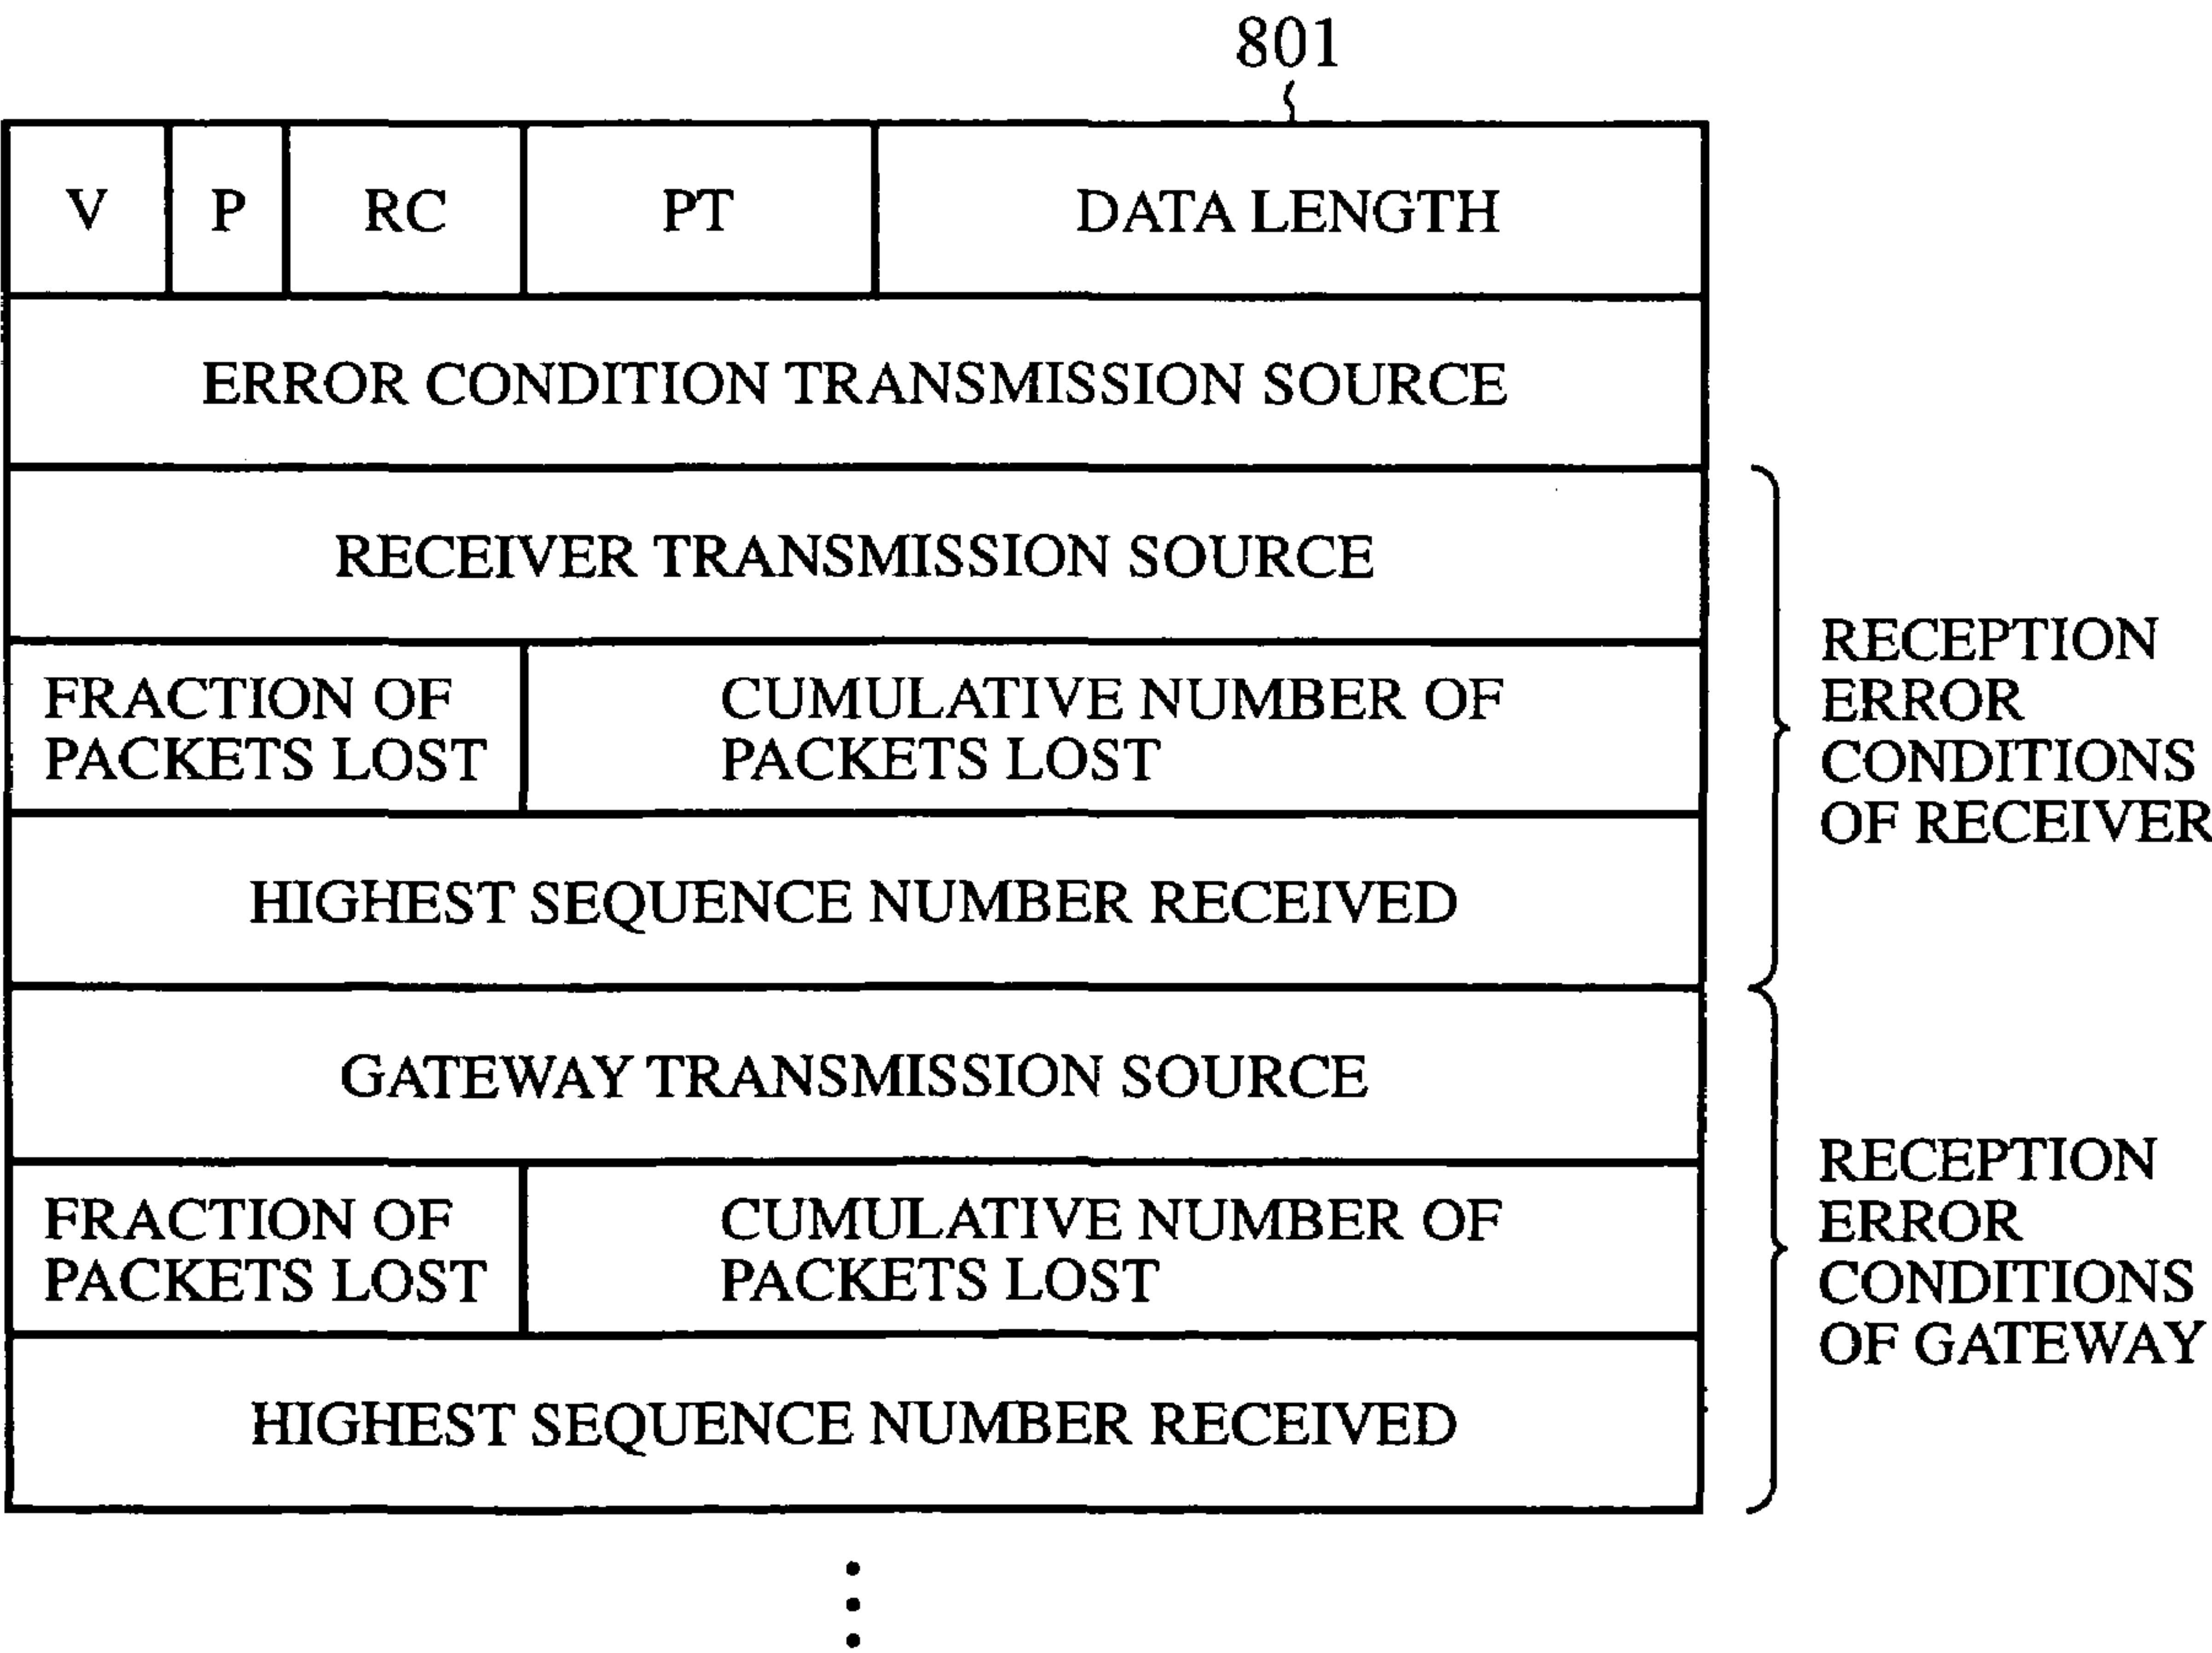 801
V P RC PT DATA LENGTH
ERROR CONDITION TRANSMISSION SOURCE
RECEIVER TRANSMISSION SOURCE
FRACTION OF
PACKETS LOST
CUMULATIVE NUMBER OF
PACKETS LOST
HIGHEST SEQUENCE NUMBER RECEIVED
RECEPTION
ERROR
CONDITIONS
OF RECEIVER
GATEWAY TRANSMISSION SOURCE
FRACTION OF
PACKETS LOST
CUMULATIVE NUMBER OF
PACKETS LOST
HIGHEST SEQUENCE NUMBER RECEIVED
RECEPTION
ERROR
CONDITIONS
OF GATEWAY